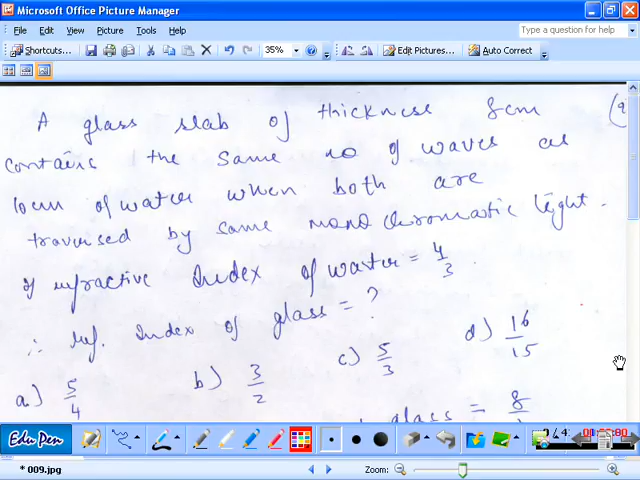 Microsoft Office Picture Manager
File Edit View Picture Tools Help
Type a question for help
Shortcuts... 35% Edit Pictures... Auto Correct
A glass slab of thickness 8cm
contains the same no of waves as
10cm of water when both are
traversed by same monochromatic light.
If refractive Index of water = 4/3
∴ Ref. Index of glass = ?
a) 5/4 b) 3/2 c) 5/3 d) 16/15
glass = 8
Edu Pen
*009.jpg Zoom: